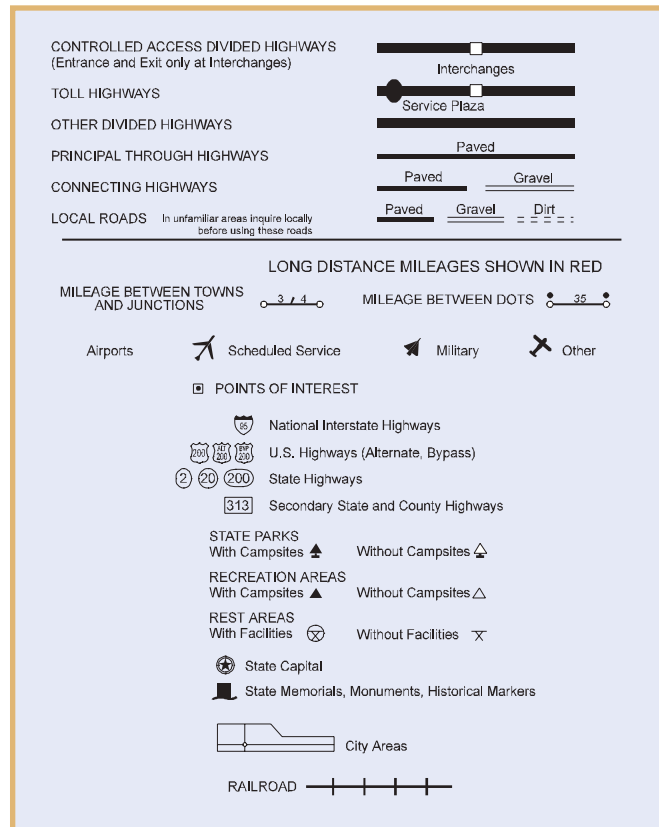 CONTROLLED ACCESS DIVIDED HIGHWAYS
(Entrance and Exit only at Interchanges)
Interchanges
TOLL HIGHWAYS
Service Plaza
OTHER DIVIDED HIGHWAYS
PRINCIPAL THROUGH HIGHWAYS Paved
CONNECTING HIGHWAYS Paved Gravel
LOCAL ROADS In unfamiliar areas inquire locally Paved Gravel Dirt
before using these roads
LONG DISTANCE MILEAGES SHOWN IN RED
MILEAGE BETWEEN TOWNS 3 4 MILEAGE BETWEEN DOTS 35
AND JUNCTIONS
Airports Scheduled Service Military Other
POINTS OF INTEREST
95 National Interstate Highways
200 ALT 200 BYP 200 U.S. Highways (Alternate, Bypass)
2 20 200 State Highways
313 Secondary State and County Highways
STATE PARKS
With Campsites Without Campsites
RECREATION AREAS
With Campsites Without Campsites
REST AREAS
With Facilities Without Facilities
State Capital
State Memorials, Monuments, Historical Markers
City Areas
RAILROAD